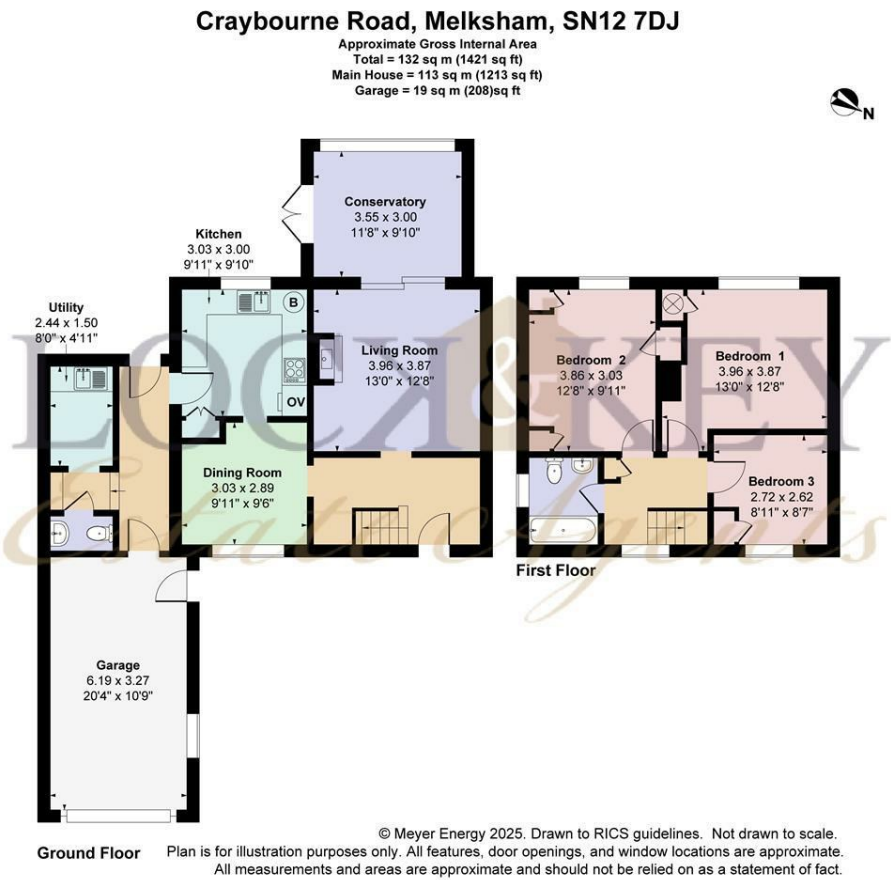 Craybourne Road, Melksham, SN12 7DJ
Approximate Gross Internal Area
Total = 132 sq m (1421 sq ft)
Main House = 113 sq m (1213 sq ft)
Garage = 19 sq m (208)sq ft
N
Conservatory
3.55 x 3.00
11'8" x 9'10"
Kitchen
3.03 x 3.00
9'11" x 9'10"
B
Utility
2.44 x 1.50
8'0" x 4'11"
Living Room
3.96 x 3.87
13'0" x 12'8"
OV
Bedroom 2
3.86 x 3.03
12'8" x 9'11"
Bedroom 1
3.96 x 3.87
13'0" x 12'8"
LOCK & KEY
Dining Room
3.03 x 2.89
9'11" x 9'6"
Bedroom 3
2.72 x 2.62
8'11" x 8'7"
Estate Agents
First Floor
Garage
6.19 x 3.27
20'4" x 10'9"
Ground Floor
© Meyer Energy 2025. Drawn to RICS guidelines. Not drawn to scale.
Plan is for illustration purposes only. All features, door openings, and window locations are approximate.
All measurements and areas are approximate and should not be relied on as a statement of fact.